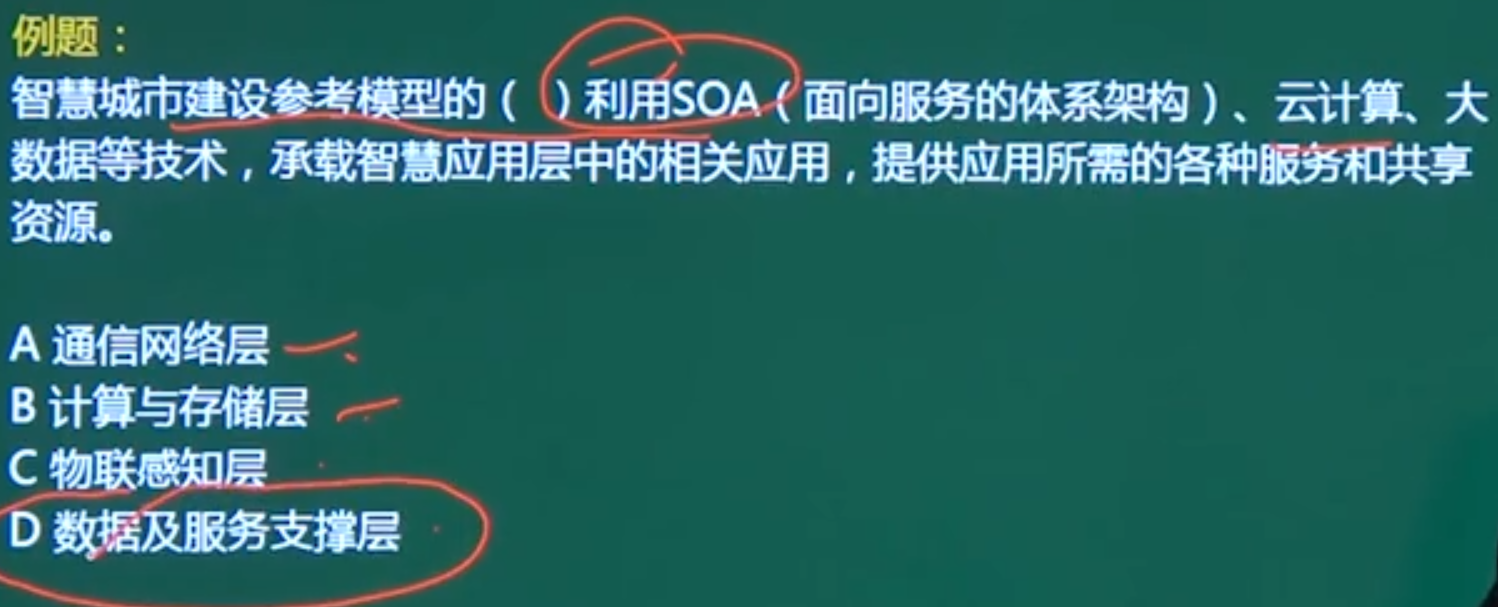 例题：
智慧城市建设参考模型的（ ）利用SOA（面向服务的体系架构）、云计算、大
数据等技术，承载智慧应用层中的相关应用，提供应用所需的各种服务和共享
资源。
A 通信网络层
B 计算与存储层
C 物联感知层
D 数据及服务支撑层